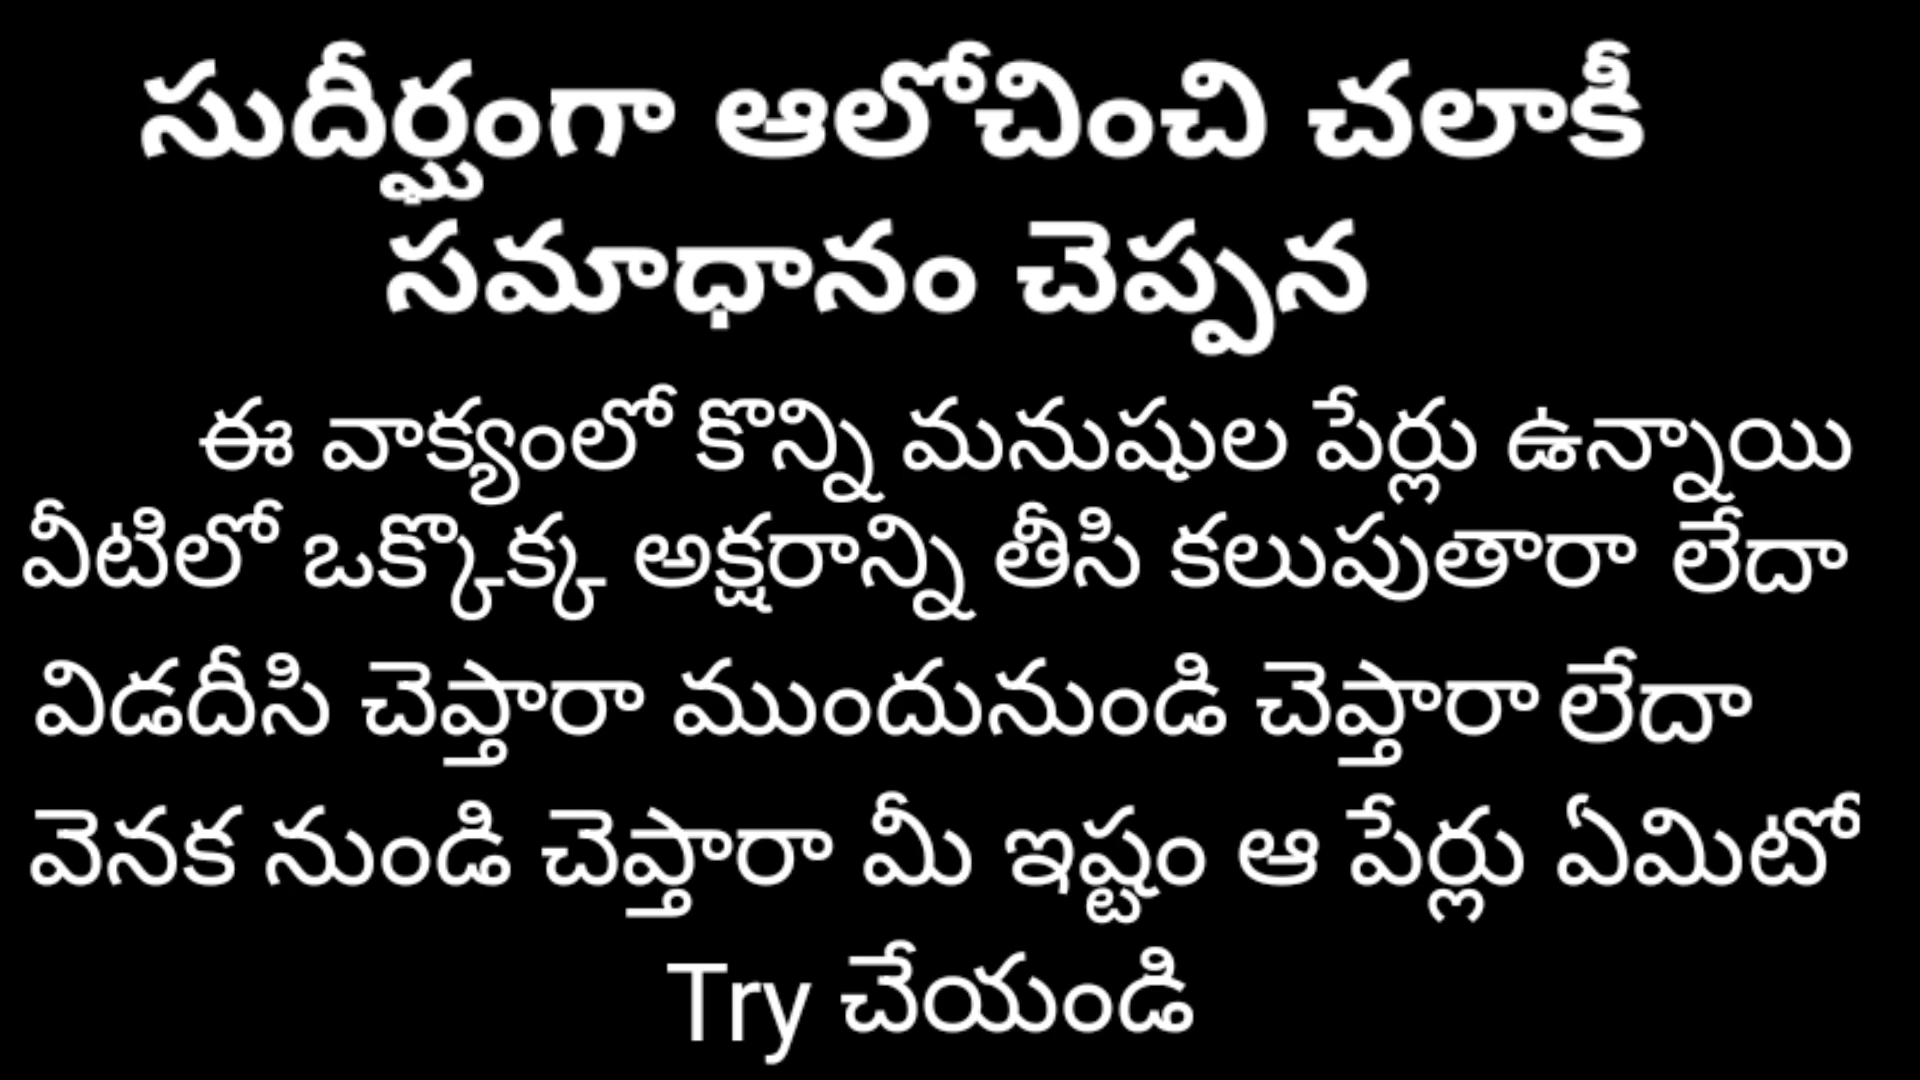 సుదీర్ఘంగా ఆలోచించి చలాకీ
సమాధానం చెప్పన
ఈ వాక్యంలో కొన్ని మనుషుల పేర్లు ఉన్నాయి
వీటిలో ఒక్కొక్క అక్షరాన్ని తీసి కలుపుతారా లేదా
విడదీసి చెప్తారా ముందునుండి చెప్తారా లేదా
వెనక నుండి చెప్తారా మీ ఇష్టం ఆ పేర్లు ఏమిటో
Try చేయండి